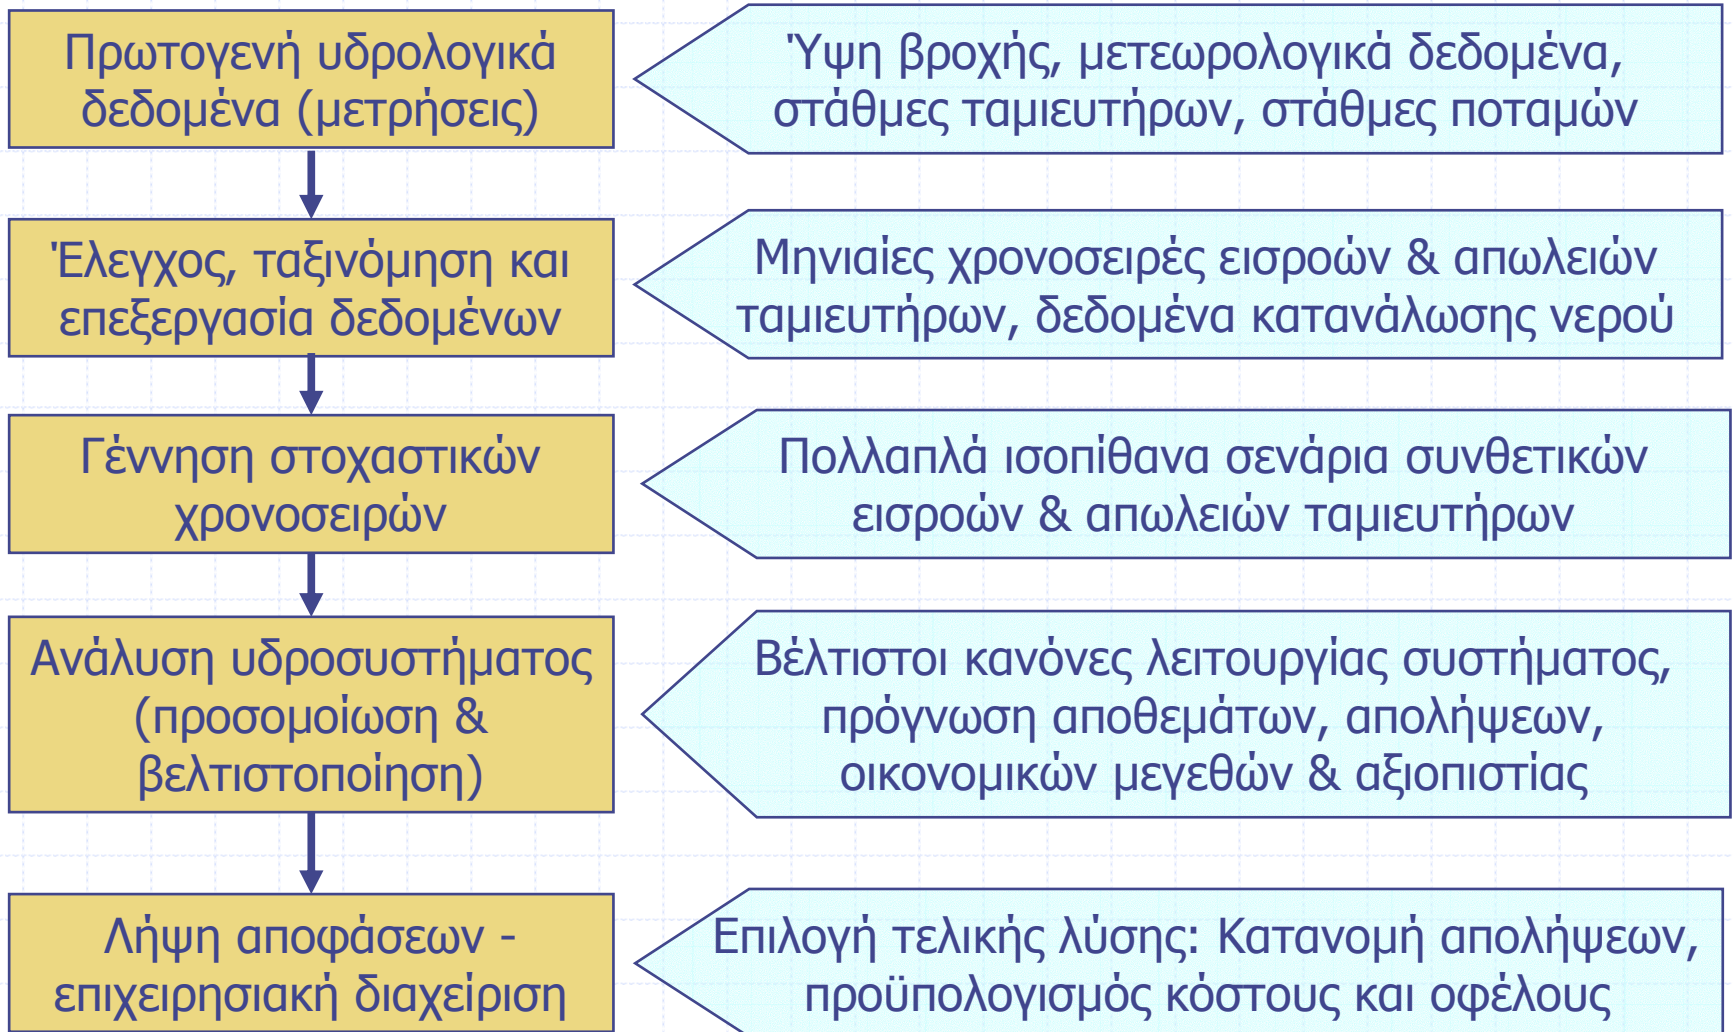 Πρωτογενή υδρολογικά
δεδομένα (μετρήσεις)
Ύψη βροχής, μετεωρολογικά δεδομένα,
στάθμες ταμιευτήρων, στάθμες ποταμών
Έλεγχος, ταξινόμηση και
επεξεργασία δεδομένων
Μηνιαίες χρονοσειρές εισροών & απωλειών
ταμιευτήρων, δεδομένα κατανάλωσης νερού
Γέννηση στοχαστικών
χρονοσειρών
Πολλαπλά ισοπίθανα σενάρια συνθετικών
εισροών & απωλειών ταμιευτήρων
Ανάλυση υδροσυστήματος
(προσομοίωση &
βελτιστοποίηση)
Βέλτιστοι κανόνες λειτουργίας συστήματος,
πρόγνωση αποθεμάτων, απολήψεων,
οικονομικών μεγεθών & αξιοπιστίας
Λήψη αποφάσεων -
επιχειρησιακή διαχείριση
Επιλογή τελικής λύσης: Κατανομή απολήψεων,
προϋπολογισμός κόστους και οφέλους